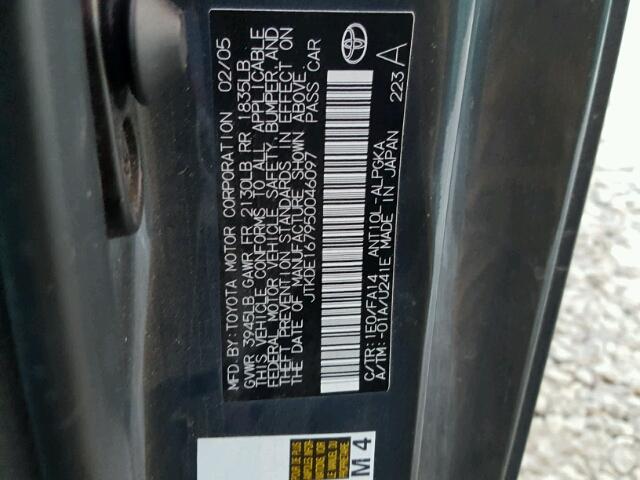 MFD BY: TOYOTA MOTOR CORPORATION 02/05
GVWR 3945LB GAWR FR 2130LB RR 1835LB
THIS VEHICLE CONFORMS TO ALL APPLICABLE
FEDERAL MOTOR VEHICLE SAFETY, BUMPER, AND
THEFT PREVENTION STANDARDS IN EFFECT ON
THE DATE OF MANUFACTURE SHOWN ABOVE.
JTKDE167950046097 PASS CAR
C/TR: 1E0/FA14 ANT10L-ALPGKA 223 A
A/TM: -01A/U241E MADE IN JAPAN
M 4